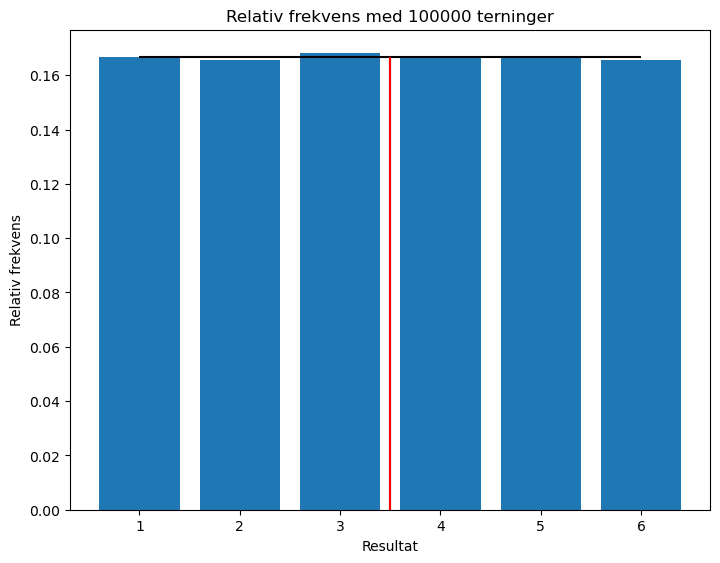 Relativ frekvens med 100000 terninger
Relativ frekvens
0.16
0.14
0.12
0.10
0.08
0.06
0.04
0.02
0.00
1 2 3 4 5 6
Resultat